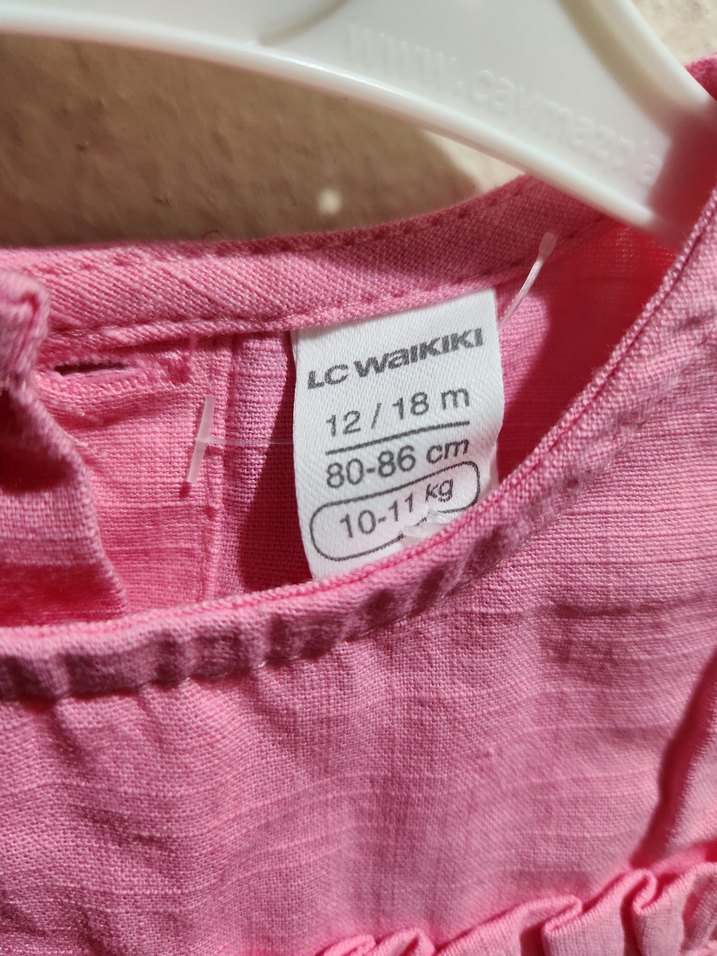 LC WAIKIKI
12 / 18 m
80-86 cm
10-11 kg